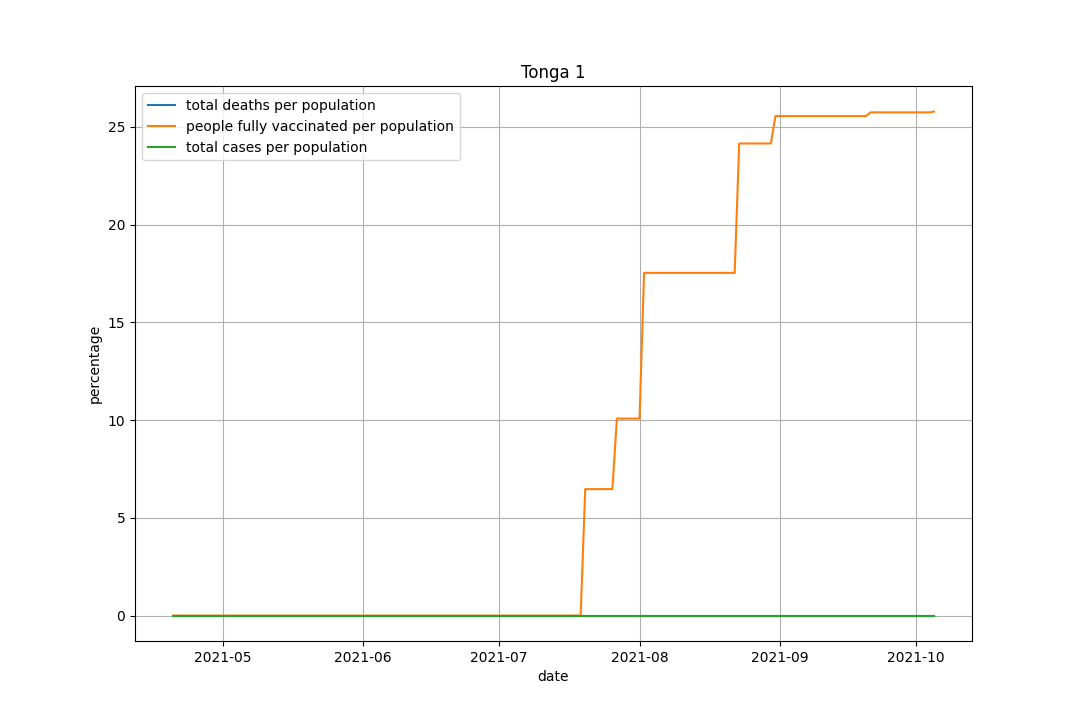 Tonga 1
total deaths per population
people fully vaccinated per population
total cases per population
25
20
15
10
5
0
percentage
2021-05 2021-06 2021-07 2021-08 2021-09 2021-10
date